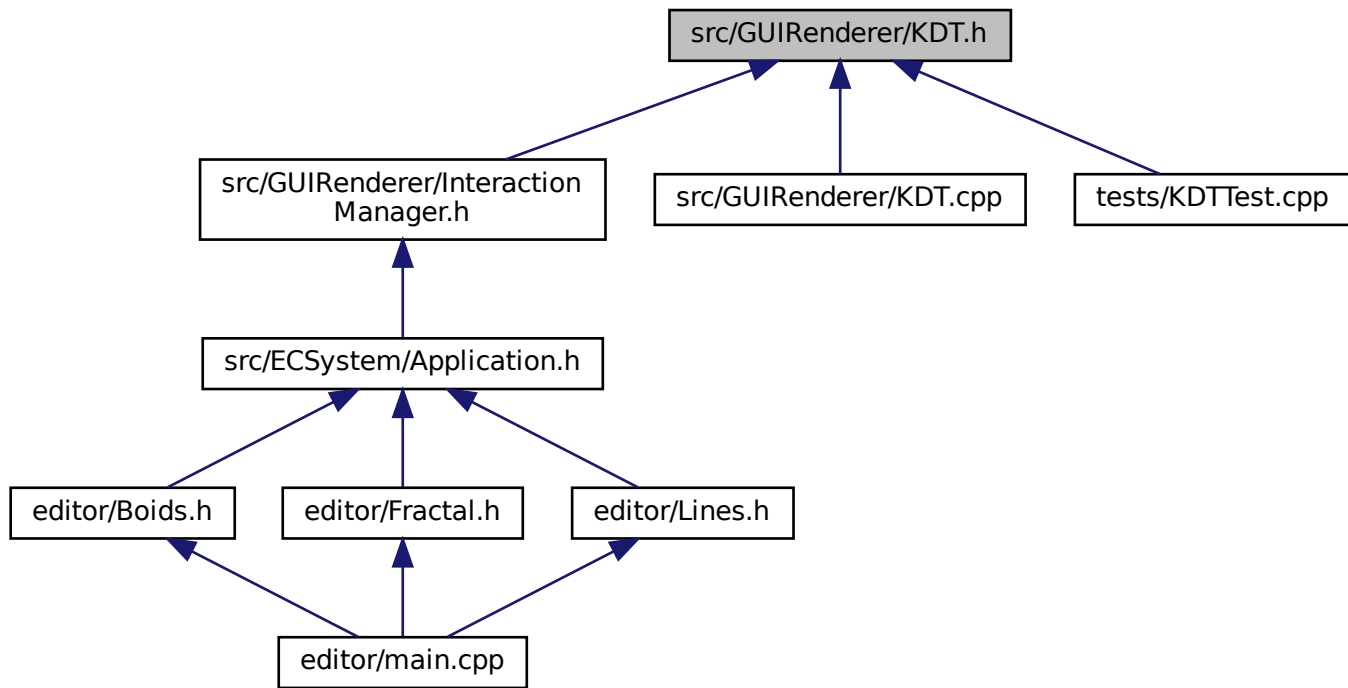 src/GUIRenderer/KDT.h
src/GUIRenderer/Interaction
Manager.h
src/GUIRenderer/KDT.cpp
tests/KDTTest.cpp
src/ECSystem/Application.h
editor/Boids.h
editor/Fractal.h
editor/Lines.h
editor/main.cpp